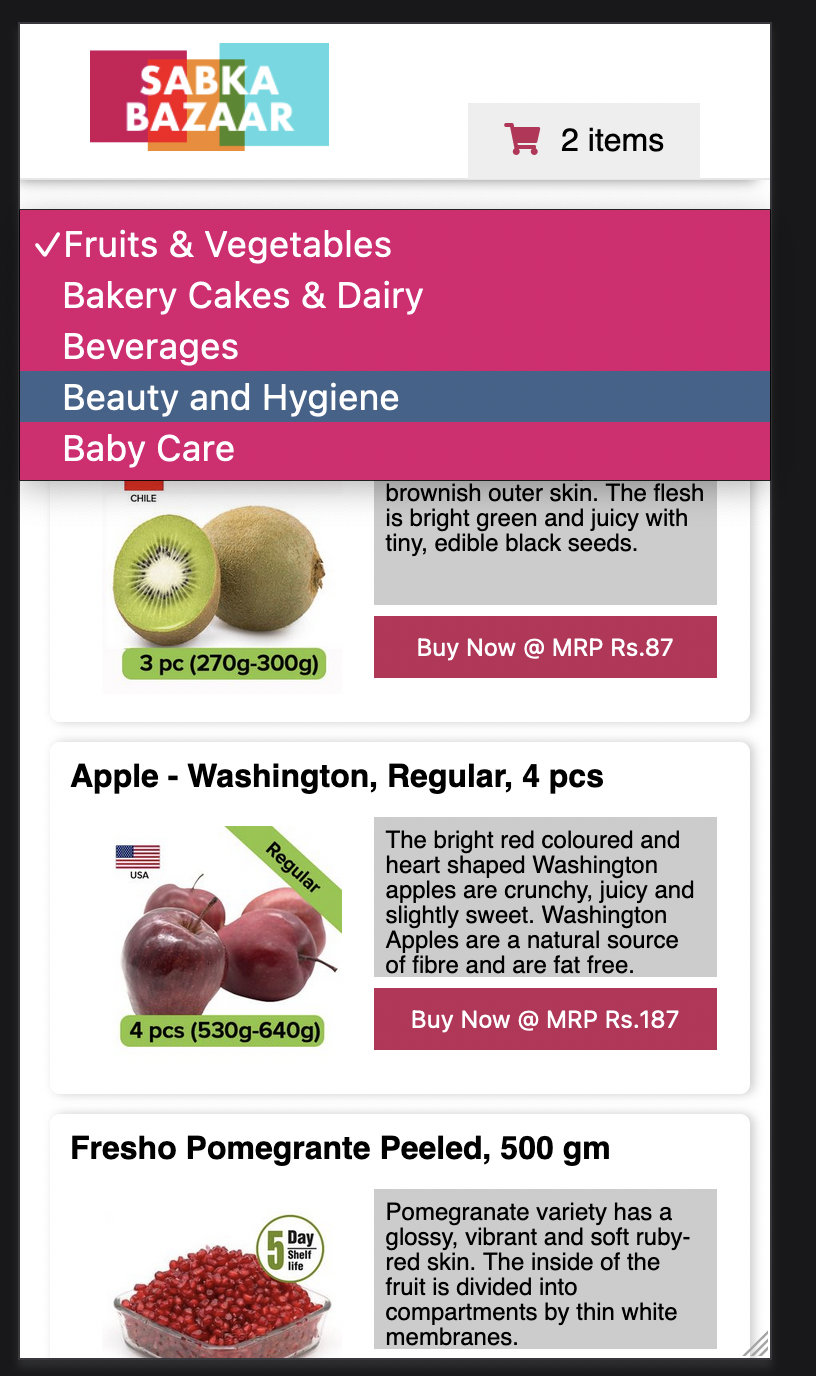 SABKA
BAZAAR
2 items
✓Fruits & Vegetables
Bakery Cakes & Dairy
Beverages
Beauty and Hygiene
Baby Care
CHILE
3 pc (270g-300g)
brownish outer skin. The flesh
is bright green and juicy with
tiny, edible black seeds.
Buy Now @ MRP Rs.87
Apple - Washington, Regular, 4 pcs
USA
Regular
4 pcs (530g-640g)
The bright red coloured and
heart shaped Washington
apples are crunchy, juicy and
slightly sweet. Washington
Apples are a natural source
of fibre and are fat free.
Buy Now @ MRP Rs.187
Fresho Pomegrante Peeled, 500 gm
5 Day
Shelf
life
Pomegranate variety has a
glossy, vibrant and soft ruby-
red skin. The inside of the
fruit is divided into
compartments by thin white
membranes.